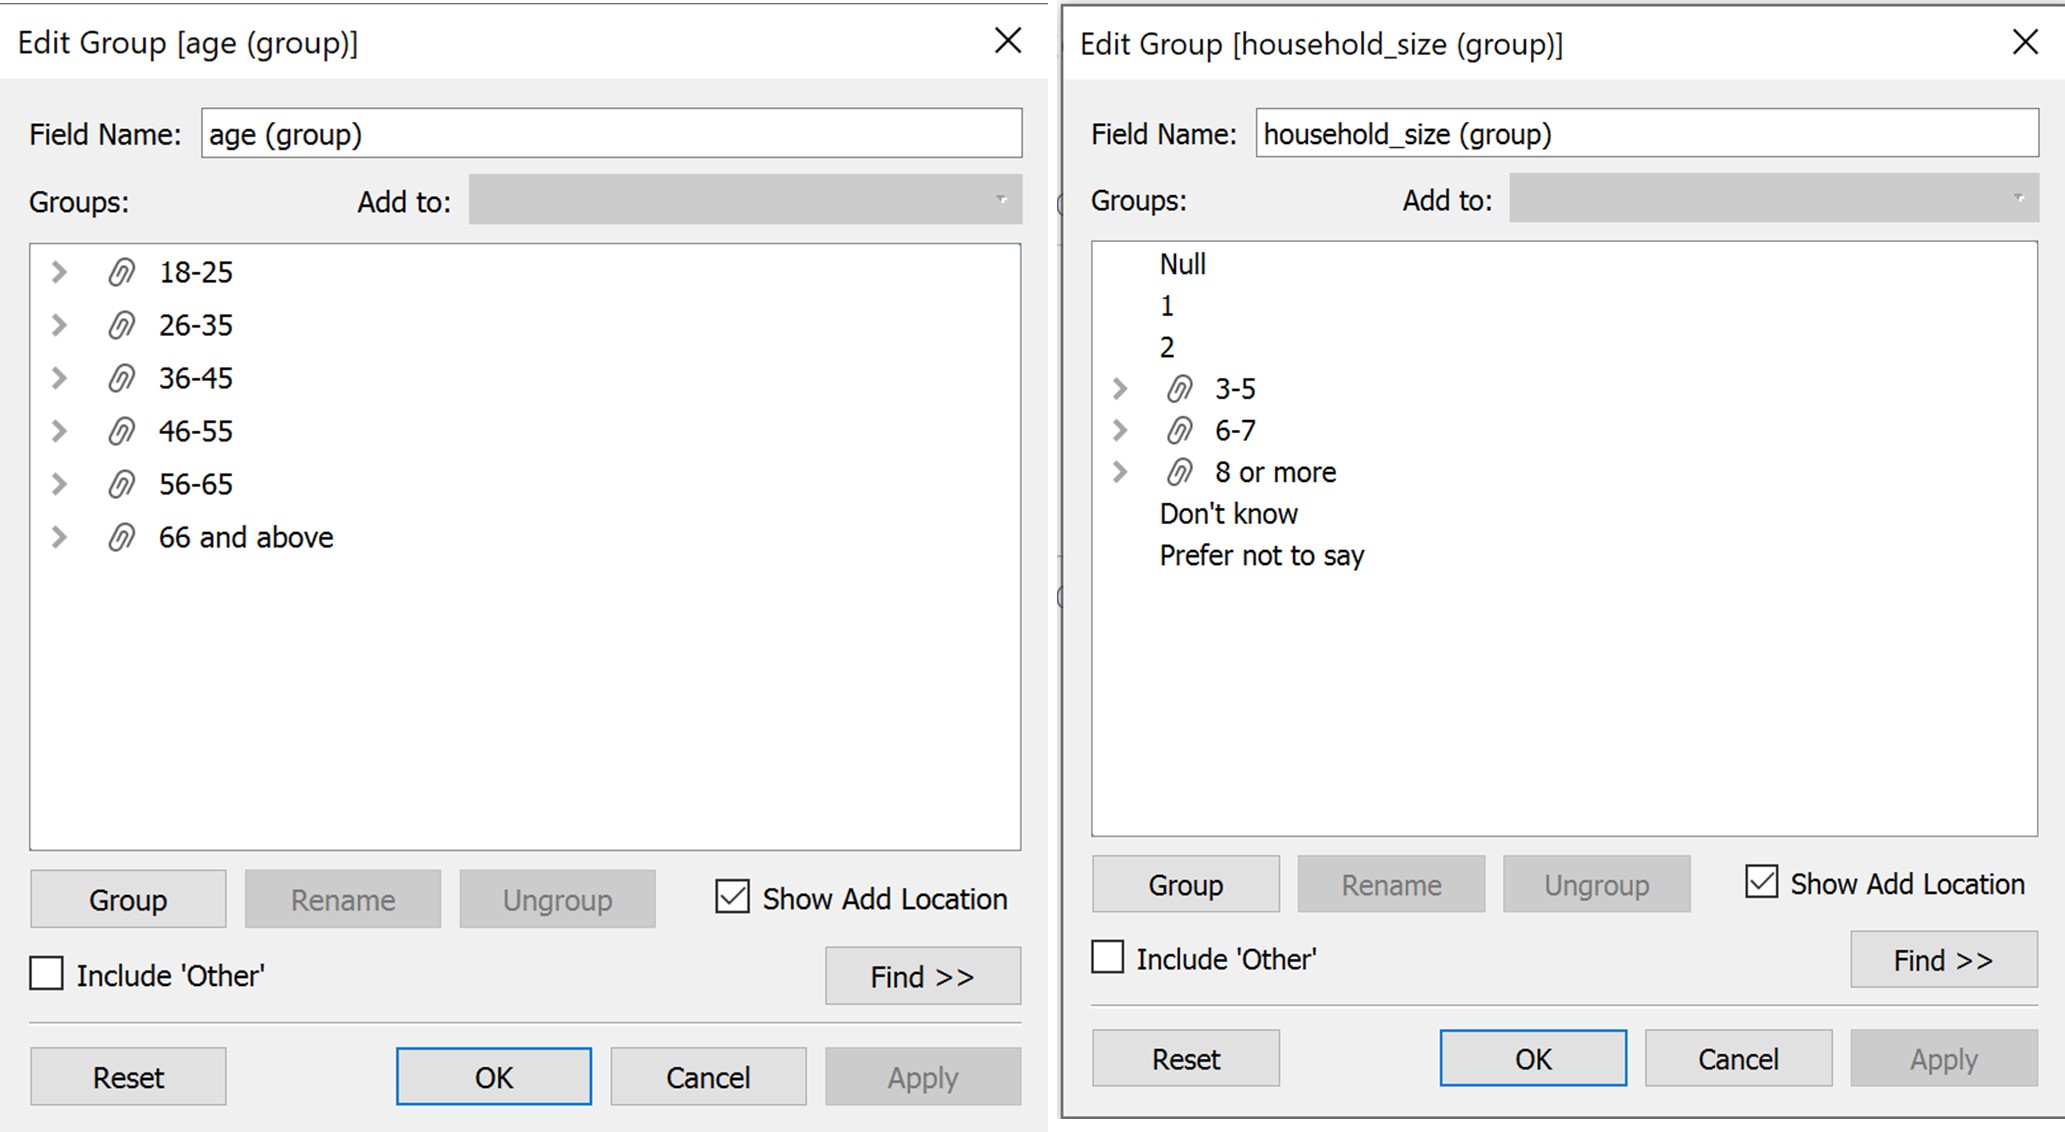 Edit Group [age (group)]
Field Name: age (group)
Groups: Add to:
18-25
26-35
36-45
46-55
56-65
66 and above
Group Rename Ungroup Show Add Location
Include 'Other' Find >>
Reset OK Cancel Apply
Edit Group [household_size (group)]
Field Name: household_size (group)
Groups: Add to:
Null
1
2
3-5
6-7
8 or more
Don't know
Prefer not to say
Group Rename Ungroup Show Add Location
Include 'Other' Find >>
Reset OK Cancel Apply